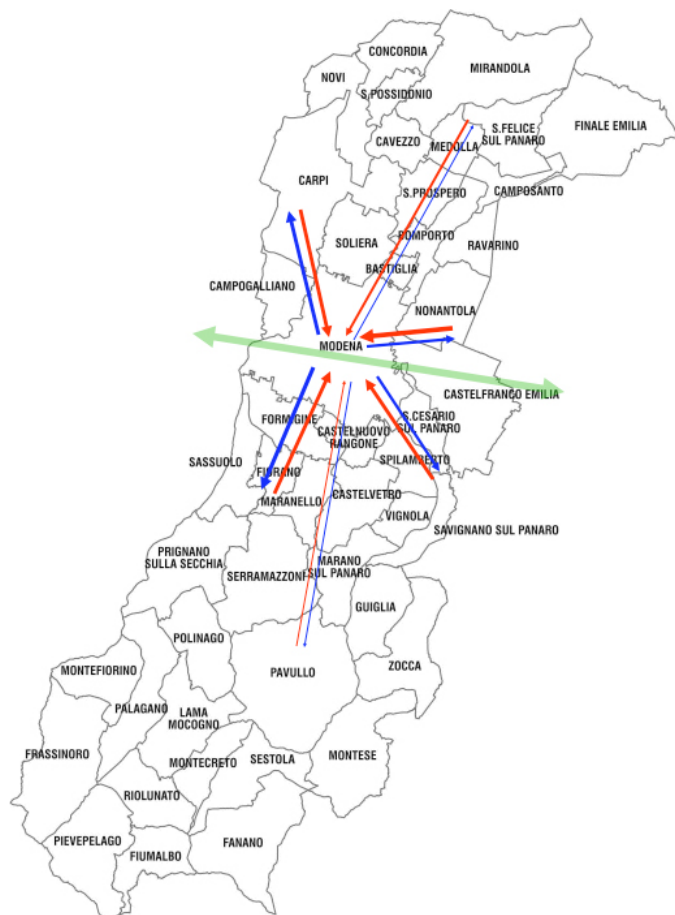 CONCORDIA
MIRANDOLA
NOVI
S.POSSIDONIO
S.FELICE
SUL PANARO
FINALE EMILIA
CAVEZZO
MEDOLLA
CARPI
S.PROSPERO
CAMPOSANTO
SOLIERA
BOMPORTO
RAVARINO
BASTIGLIA
CAMPOGALLIANO
NONANTOLA
MODENA
CASTELFRANCO EMILIA
FORMIGINE
S.CESARIO
SUL PANARO
CASTELNUOVO
RANGONE
SASSUOLO
FIORANO
SPILAMBERTO
MARANELLO
CASTELVETRO
VIGNOLA
SAVIGNANO SUL PANARO
PRIGNANO
SULLA SECCHIA
SERRAMAZZONI
MARANO
SUL PANARO
GUIGLIA
POLINAGO
MONTEFIORINO
PAVULLO
ZOCCA
PALAGANO
LAMA
MOCOGNO
FRASSINORO
MONTECRETO
SESTOLA
MONTESE
RIOLUNATO
PIEVEPELAGO
FIUMALBO
FANANO